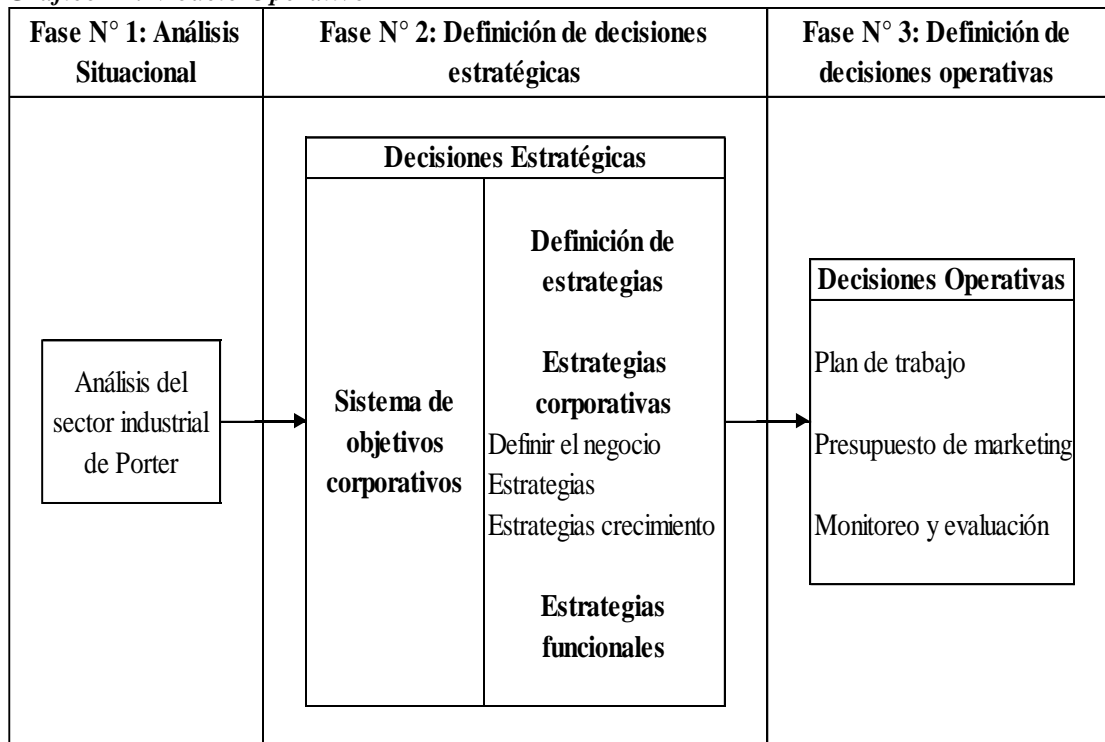 Fase N° 1: Análisis
Situacional
Fase N° 2: Definición de decisiones
estratégicas
Fase N° 3: Definición de
decisiones operativas
Análisis del
sector industrial
de Porter
Decisiones Estratégicas
Sistema de
objetivos
corporativos
Definición de
estrategias
Estrategias
corporativas
Definir el negocio
Estrategias
Estrategias crecimiento
Estrategias
funcionales
Decisiones Operativas
Plan de trabajo
Presupuesto de marketing
Monitoreo y evaluación